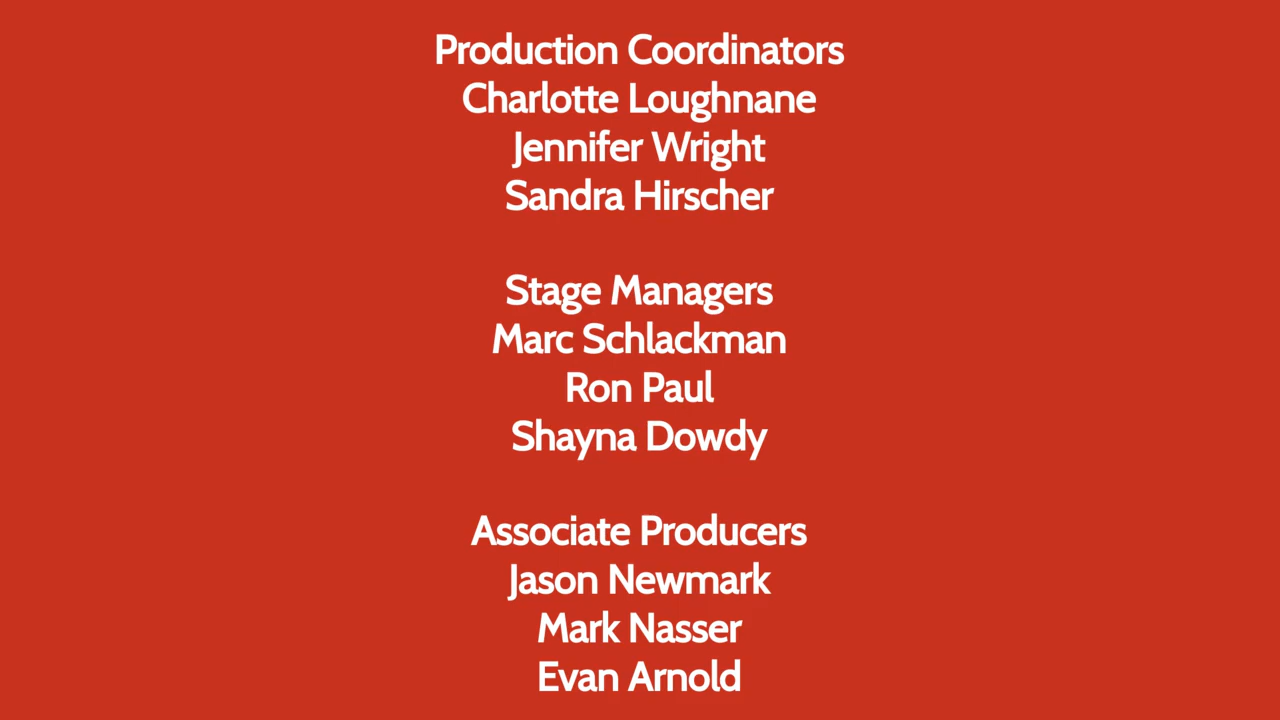 Production Coordinators
Charlotte Loughnane
Jennifer Wright
Sandra Hirscher
Stage Managers
Marc Schlackman
Ron Paul
Shayna Dowdy
Associate Producers
Jason Newmark
Mark Nasser
Evan Arnold